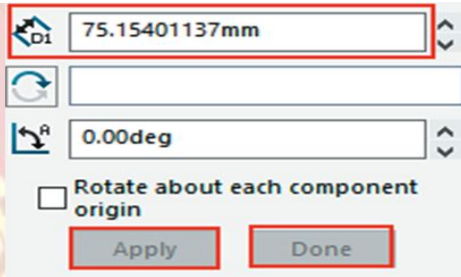 D1 75.15401137mm
A 0.00deg
Rotate about each component
origin
Apply Done